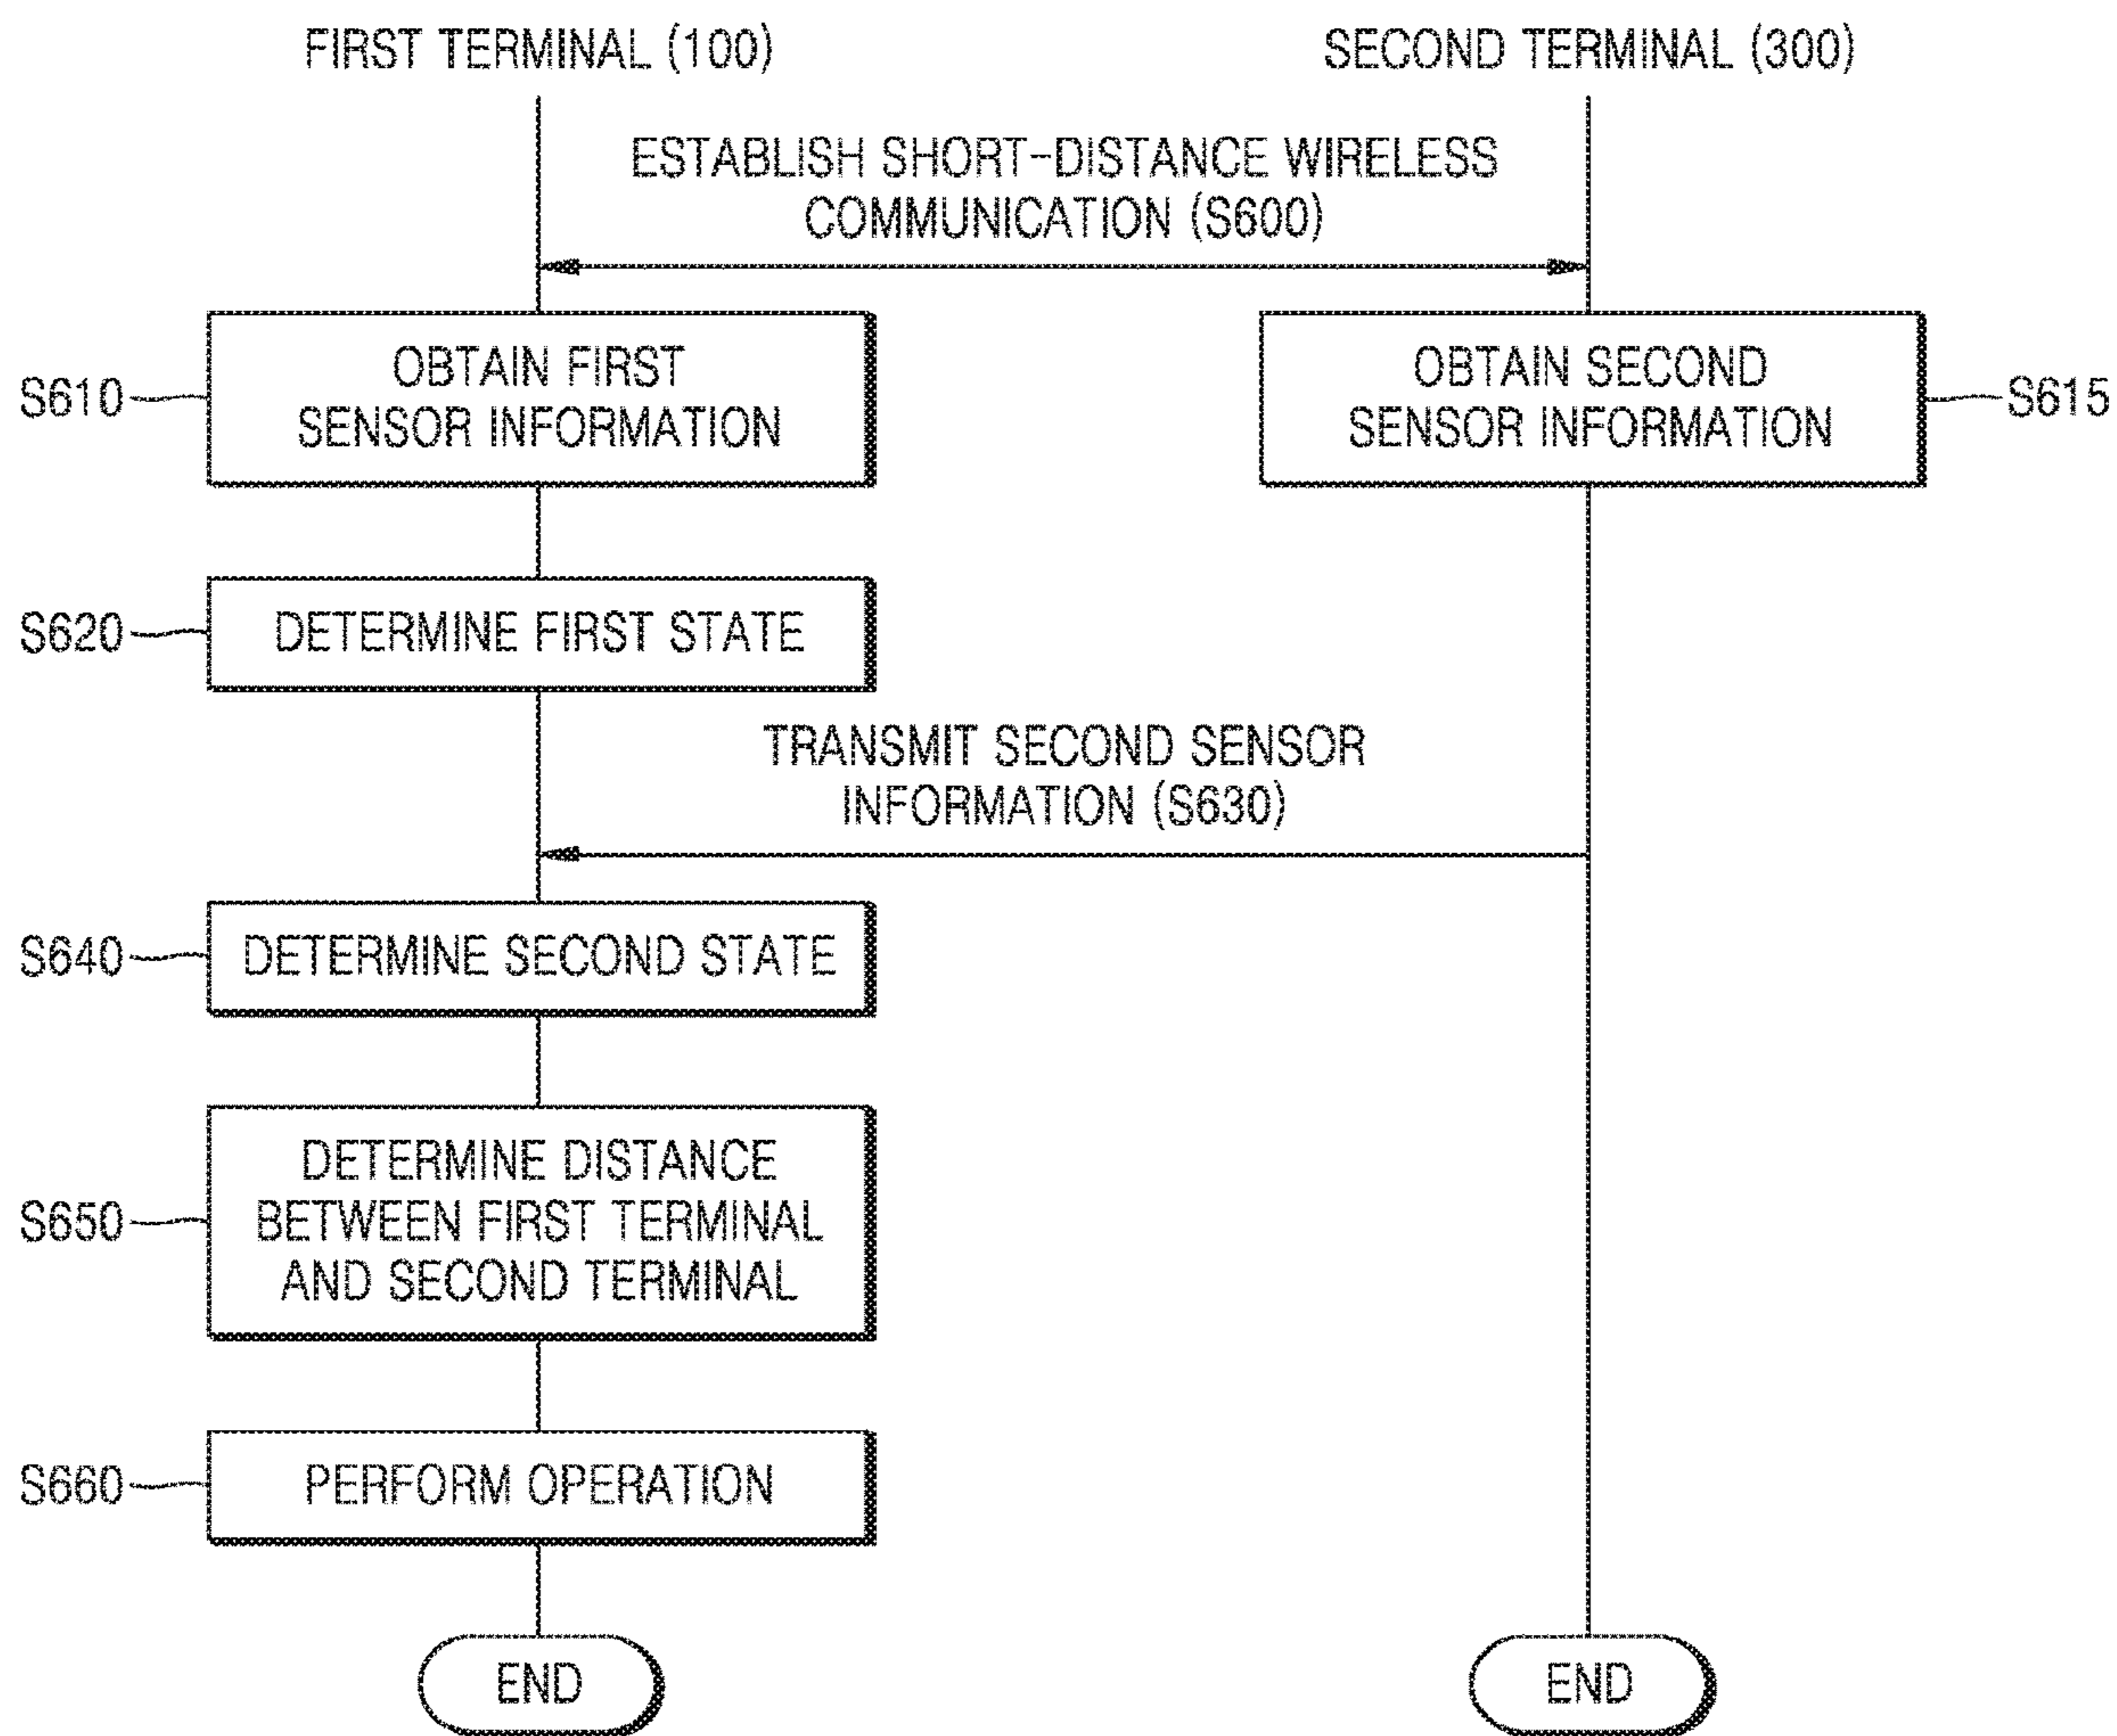 FIRST TERMINAL (100)
SECOND TERMINAL (300)
ESTABLISH SHORT-DISTANCE WIRELESS
COMMUNICATION (S600)
S610
OBTAIN FIRST
SENSOR INFORMATION
OBTAIN SECOND
SENSOR INFORMATION
S615
S620
DETERMINE FIRST STATE
TRANSMIT SECOND SENSOR
INFORMATION (S630)
S640
DETERMINE SECOND STATE
S650
DETERMINE DISTANCE
BETWEEN FIRST TERMINAL
AND SECOND TERMINAL
S660
PERFORM OPERATION
END
END